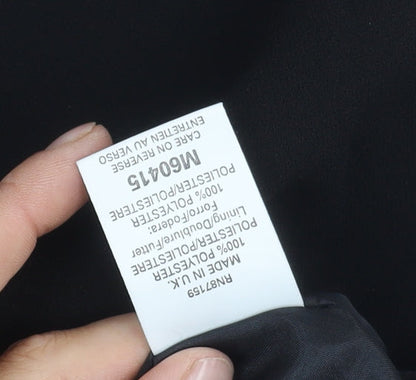 RN87159
MADE IN U.K.
100% POLYESTER
POLIESTER/POLIESTERE
Lining/Doublure/Futter
Forro/Fodera:
100% POLYESTER
POLIESTER/POLIESTERE
M60415
CARE ON REVERSE
ENTRETIEN AU VERSO